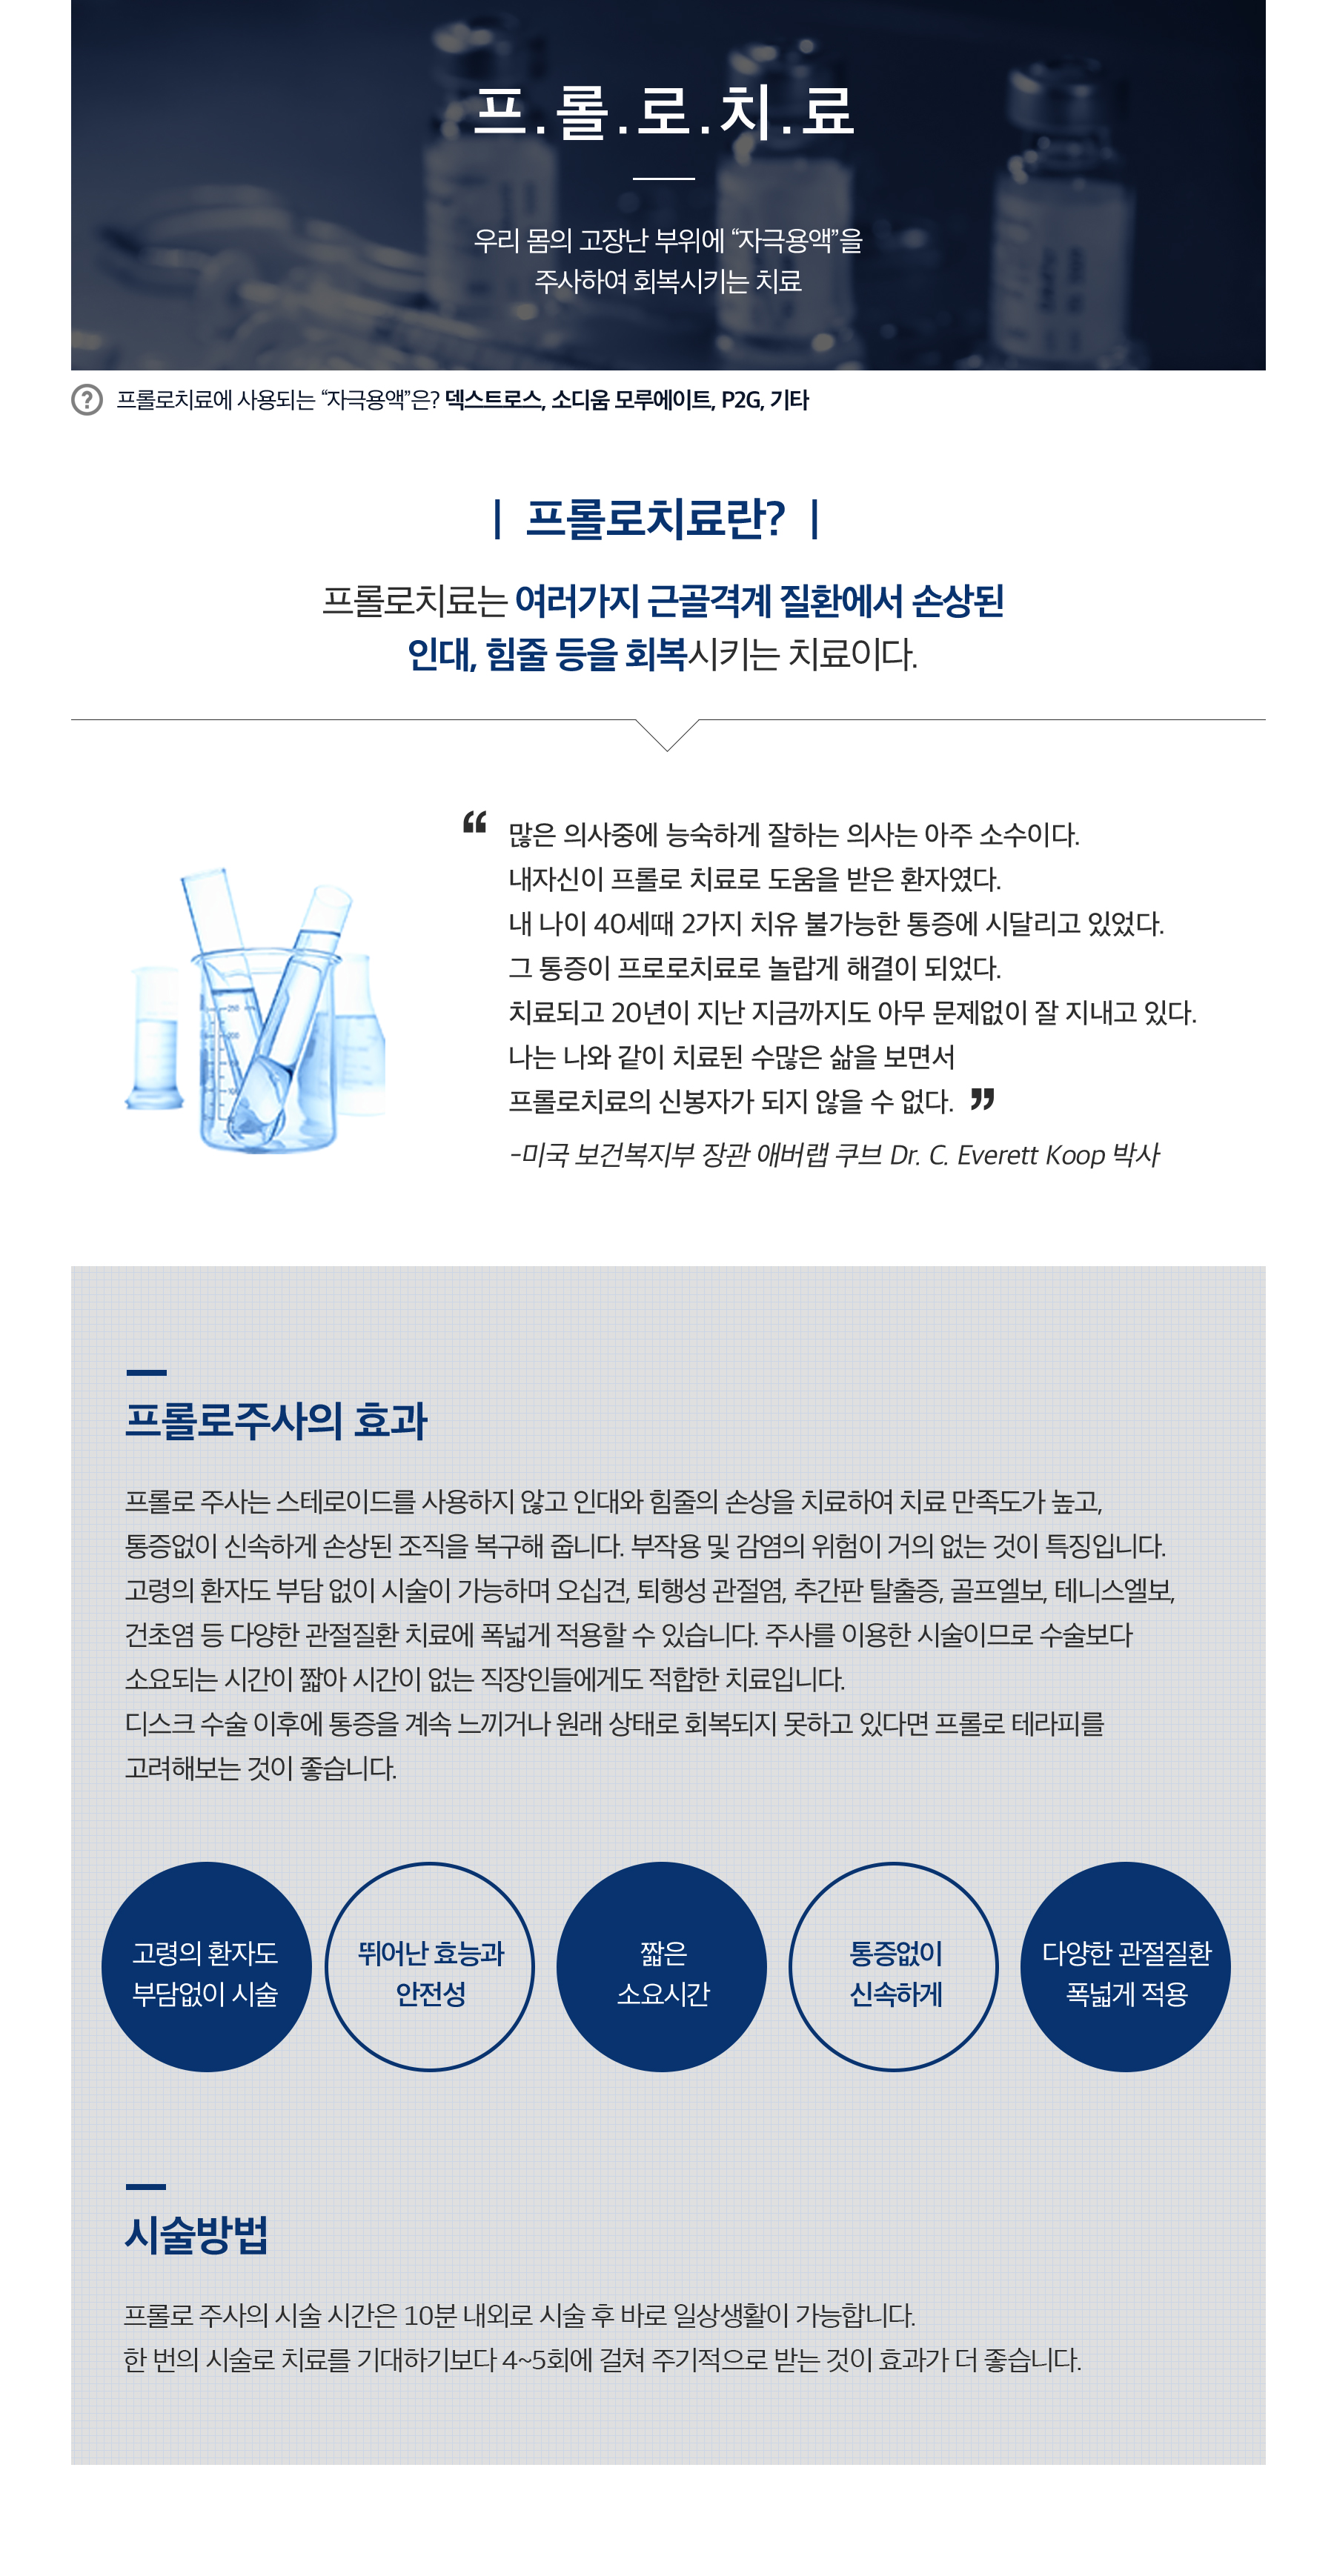 프.롤.로.치.료
우리 몸의 고장난 부위에 “자극용액”을
주사하여 회복시키는 치료
? 프롤로치료에 사용되는 “자극용액”은? 덱스트로스, 소디움 모루에이트, P2G, 기타
| 프롤로치료란? |
프롤로치료는 여러가지 근골격계 질환에서 손상된
인대, 힘줄 등을 회복시키는 치료이다.
“ 많은 의사중에 능숙하게 잘하는 의사는 아주 소수이다.
내자신이 프롤로 치료로 도움을 받은 환자였다.
내 나이 40세때 2가지 치유 불가능한 통증에 시달리고 있었다.
그 통증이 프로로치료로 놀랍게 해결이 되었다.
치료되고 20년이 지난 지금까지도 아무 문제없이 잘 지내고 있다.
나는 나와 같이 치료된 수많은 삶을 보면서
프롤로치료의 신봉자가 되지 않을 수 없다. ”
-미국 보건복지부 장관 애버랩 쿠브 Dr. C. Everett Koop 박사
프롤로주사의 효과
프롤로 주사는 스테로이드를 사용하지 않고 인대와 힘줄의 손상을 치료하여 치료 만족도가 높고,
통증없이 신속하게 손상된 조직을 복구해 줍니다. 부작용 및 감염의 위험이 거의 없는 것이 특징입니다.
고령의 환자도 부담 없이 시술이 가능하며 오십견, 퇴행성 관절염, 추간판 탈출증, 골프엘보, 테니스엘보,
건초염 등 다양한 관절질환 치료에 폭넓게 적용할 수 있습니다. 주사를 이용한 시술이므로 수술보다
소요되는 시간이 짧아 시간이 없는 직장인들에게도 적합한 치료입니다.
디스크 수술 이후에 통증을 계속 느끼거나 원래 상태로 회복되지 못하고 있다면 프롤로 테라피를
고려해보는 것이 좋습니다.
고령의 환자도
부담없이 시술
뛰어난 효능과
안전성
짧은
소요시간
통증없이
신속하게
다양한 관절질환
폭넓게 적용
시술방법
프롤로 주사의 시술 시간은 10분 내외로 시술 후 바로 일상생활이 가능합니다.
한 번의 시술로 치료를 기대하기보다 4~5회에 걸쳐 주기적으로 받는 것이 효과가 더 좋습니다.